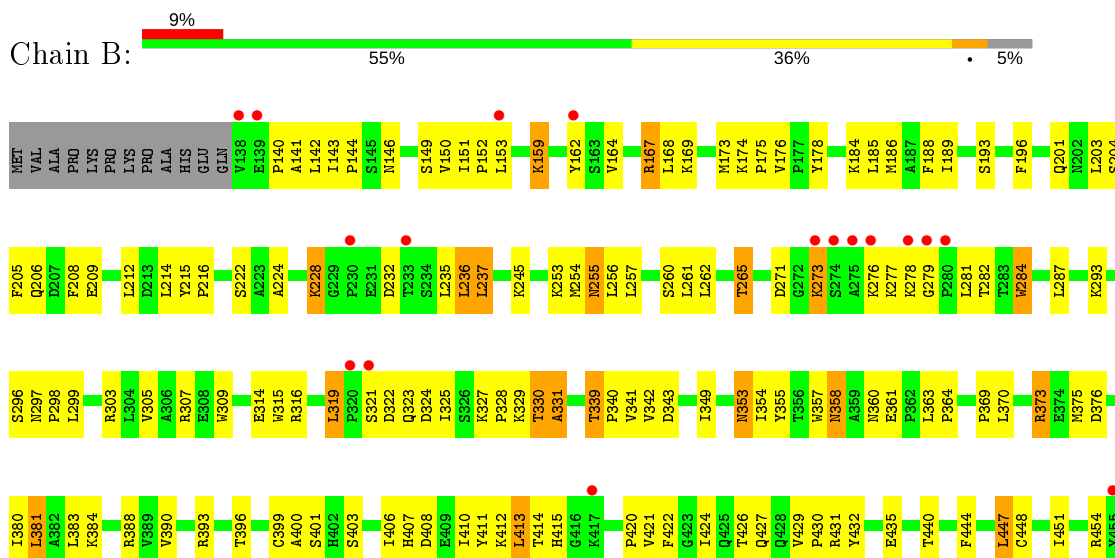 9%
Chain B:
55% 36% • 5%
MET VAL ALA PRO LYS PRO LYS PRO ALA HIS GLU GLN V138 E139 P140 A141 L142 I143 P144 S145 N146 S149 V150 I151 P152 L153 K159 Y162 S163 V164 R167 L168 K169 M173 K174 P175 V176 P177 Y178 K184 L185 M186 A187 F188 I189 S193 F196 Q201 N202 L203 S204
F205 Q206 D207 F208 E209 L212 D213 L214 Y215 P216 S222 A223 A224 K228 G229 P230 E231 D232 T233 S234 L235 L236 L237 K245 K253 M254 N255 L256 L257 S260 L261 L262 T265 D271 G272 K273 S274 A275 K276 K277 K278 G279 P280 L281 T282 T283 W284 L287 K293
S296 N297 P298 L299 R303 L304 V305 A306 R307 E308 W309 E314 W315 R316 L319 P320 S321 D322 Q323 D324 I325 S326 K327 P328 K329 T330 A331 T339 P340 V341 V342 D343 I349 N353 I354 Y355 T356 W357 N358 A359 N360 E361 P362 L363 P364 P369 L370 R373 E374 M375 D376
I380 L381 A382 L383 K384 R388 V389 V390 R393 T396 C399 A400 S401 H402 S403 I406 H407 D408 E409 I410 Y411 K412 L413 T414 H415 G416 K417 P420 V421 F422 G423 I424 Q425 T426 Q427 Q428 V429 P430 R431 Y432 E435 T440 F444 L447 C448 I451 R454